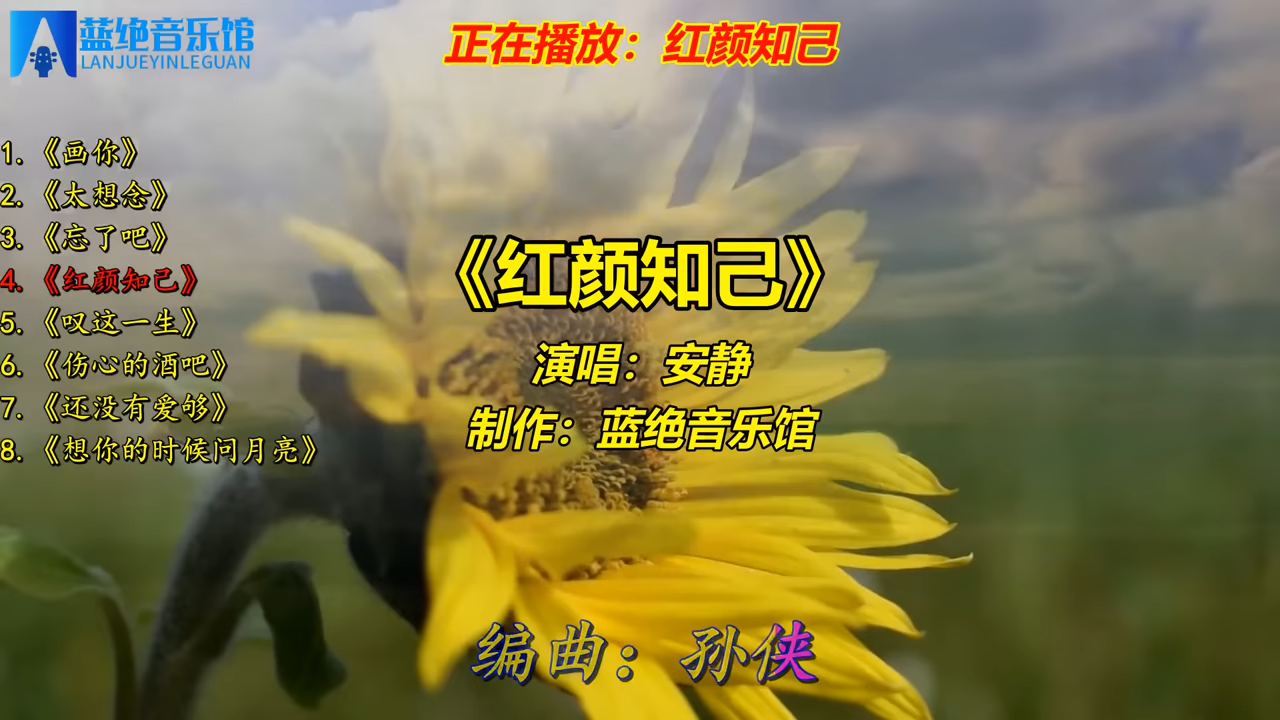 蓝绝音乐馆
LANJUEYINLEGUAN
正在播放：红颜知己
1.《画你》
2.《太想念》
3.《忘了吧》
4.《红颜知己》
5.《叹这一生》
6.《伤心的酒吧》
7.《还没有爱够》
8.《想你的时候问月亮》
《红颜知己》
演唱：安静
制作：蓝绝音乐馆
编曲：孙侠